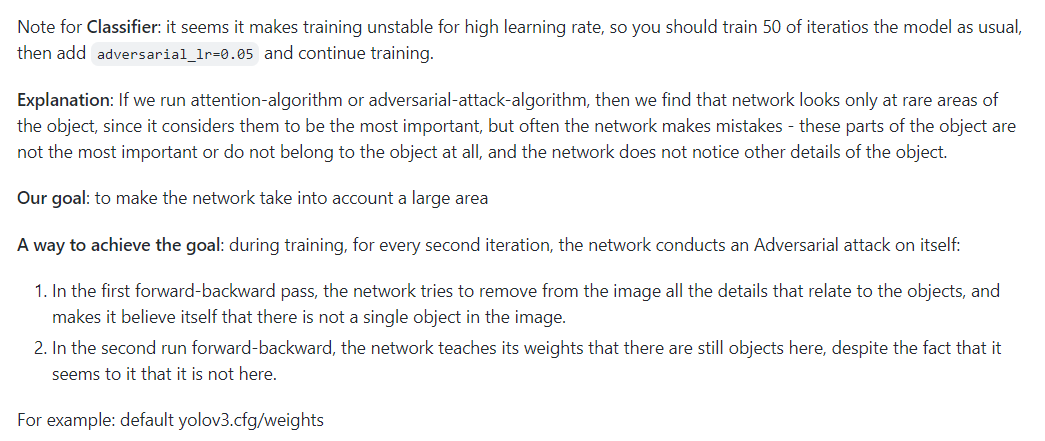 Note for Classifier: it seems it makes training unstable for high learning rate, so you should train 50 of iteratios the model as usual,
then add adversarial_lr=0.05 and continue training.
Explanation: If we run attention-algorithm or adversarial-attack-algorithm, then we find that network looks only at rare areas of
the object, since it considers them to be the most important, but often the network makes mistakes - these parts of the object are
not the most important or do not belong to the object at all, and the network does not notice other details of the object.
Our goal: to make the network take into account a large area
A way to achieve the goal: during training, for every second iteration, the network conducts an Adversarial attack on itself:
1. In the first forward-backward pass, the network tries to remove from the image all the details that relate to the objects, and
makes it believe itself that there is not a single object in the image.
2. In the second run forward-backward, the network teaches its weights that there are still objects here, despite the fact that it
seems to it that it is not here.
For example: default yolov3.cfg/weights